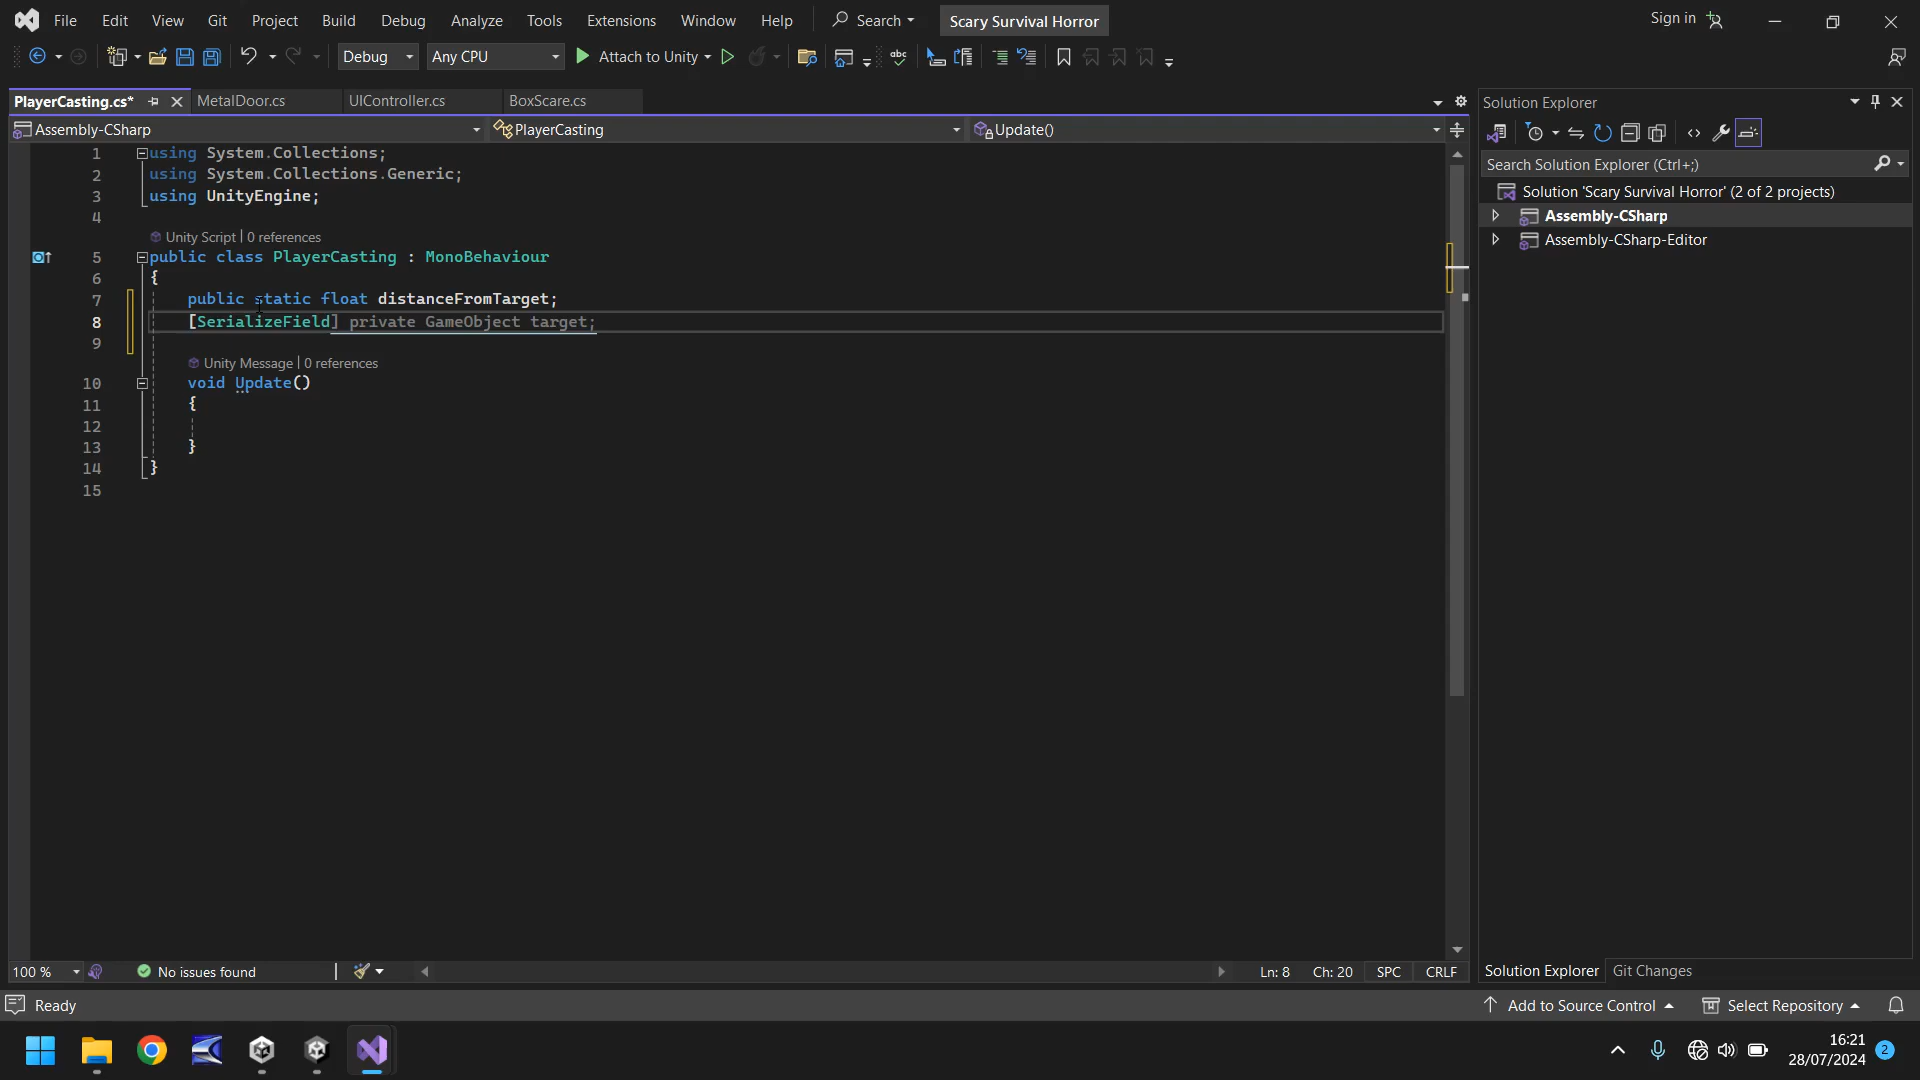 File Edit View Git Project Build Debug Analyze Tools Extensions Window Help Search Scary Survival Horror Sign in
Debug Any CPU Attach to Unity
PlayerCasting.cs* MetalDoor.cs UIController.cs BoxScare.cs
Solution Explorer
Assembly-CSharp PlayerCasting Update()
Search Solution Explorer (Ctrl+;)
Solution 'Scary Survival Horror' (2 of 2 projects)
Assembly-CSharp
Assembly-CSharp-Editor
1 using System.Collections;
2 using System.Collections.Generic;
3 using UnityEngine;
4
Unity Script | 0 references
5 public class PlayerCasting : MonoBehaviour
6 {
7 public static float distanceFromTarget;
8 [SerializeField] private GameObject target;
9
Unity Message | 0 references
10 void Update()
11 {
12
13 }
14 }
15
100 % No issues found Ln: 8 Ch: 20 SPC CRLF
Solution Explorer Git Changes
Ready Add to Source Control Select Repository
16:21
28/07/2024 2